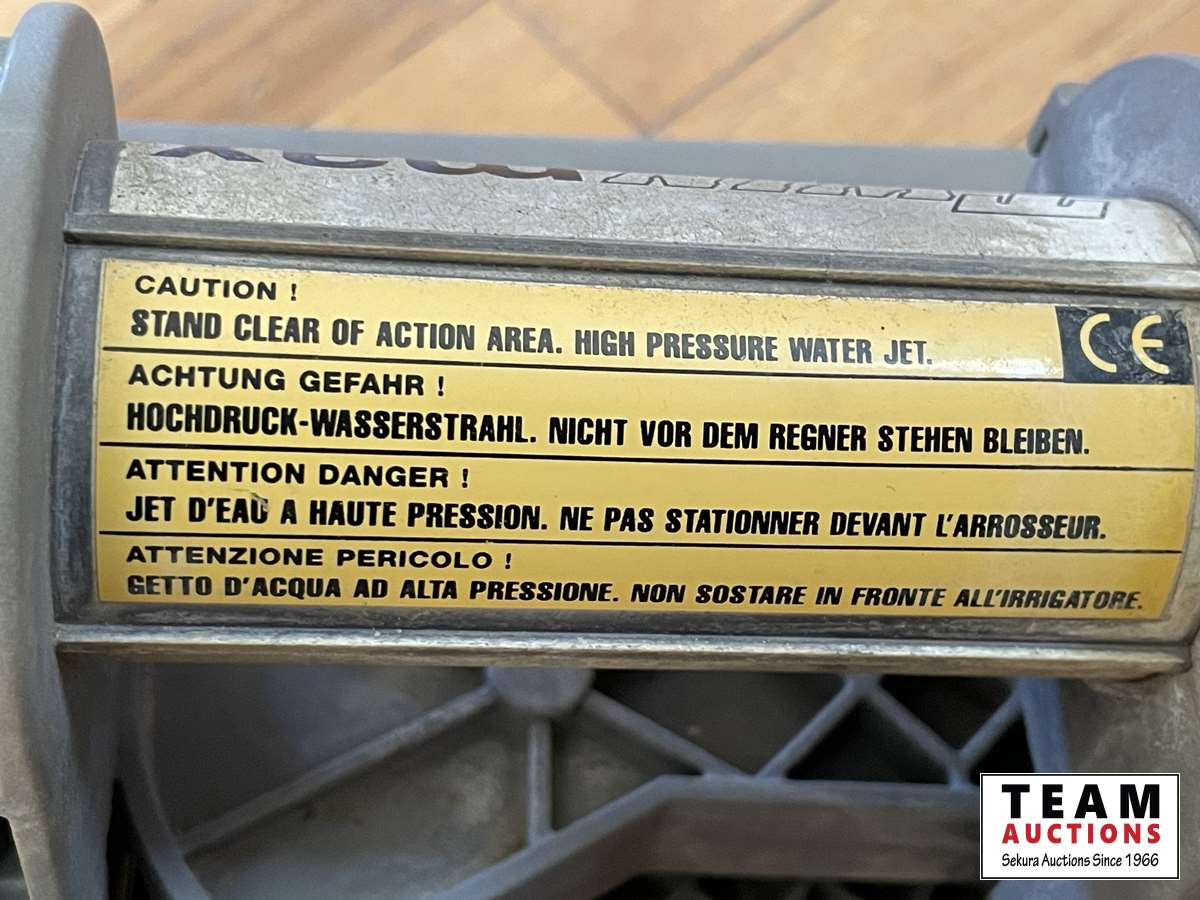 CAUTION !
STAND CLEAR OF ACTION AREA. HIGH PRESSURE WATER JET.
CE
ACHTUNG GEFAHR !
HOCHDRUCK-WASSERSTRAHL. NICHT VOR DEM REGNER STEHEN BLEIBEN.
ATTENTION DANGER !
JET D'EAU A HAUTE PRESSION. NE PAS STATIONNER DEVANT L'ARROSSEUR.
ATTENZIONE PERICOLO !
GETTO D'ACQUA AD ALTA PRESSIONE. NON SOSTARE IN FRONTE ALL'IRRIGATORE.
TEAM
AUCTIONS
Sekura Auctions Since 1966